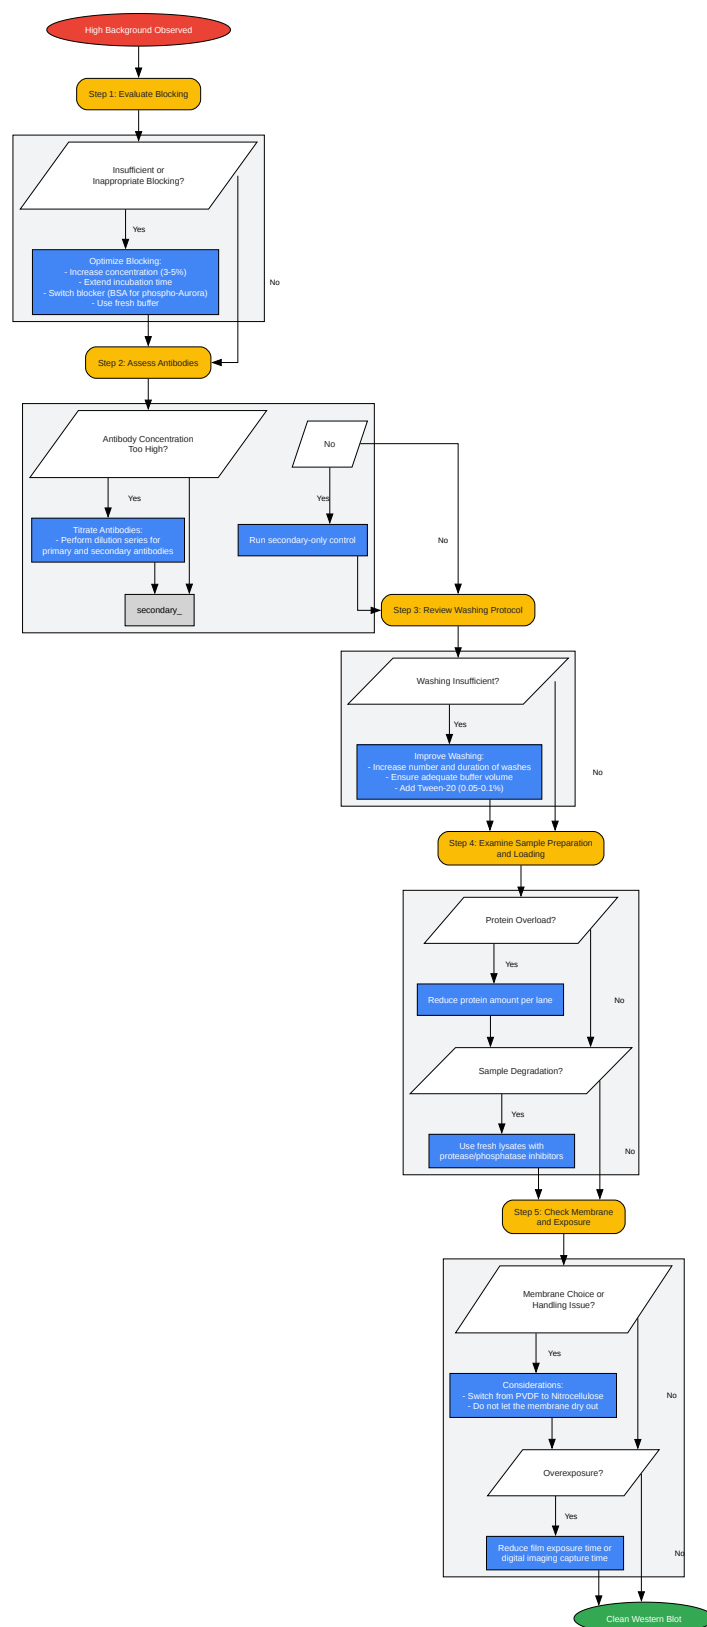 High Background Observed
Step 1: Evaluate Blocking
Insufficient or
Inappropriate Blocking?
Yes
Optimize Blocking:
- Increase concentration (3-5%)
- Extend incubation time
- Switch blocker (BSA for phospho-Aurora)
- Use fresh buffer
No
Step 2: Assess Antibodies
Antibody Concentration
Too High?
No
Yes
Yes
Titrate Antibodies:
- Perform dilution series for
primary and secondary antibodies
Run secondary-only control
No
secondary_
Step 3: Review Washing Protocol
Washing Insufficient?
Yes
Improve Washing:
- Increase number and duration of washes
- Ensure adequate buffer volume
- Add Tween-20 (0.05-0.1%)
No
Step 4: Examine Sample Preparation
and Loading
Protein Overload?
Yes
Reduce protein amount per lane
No
Sample Degradation?
Yes
Use fresh lysates with
protease/phosphatase inhibitors
No
Step 5: Check Membrane
and Exposure
Membrane Choice or
Handling Issue?
Yes
Considerations:
- Switch from PVDF to Nitrocellulose
- Do not let the membrane dry out
No
Overexposure?
Yes
Reduce film exposure time or
digital imaging capture time
No
Clean Western Blot